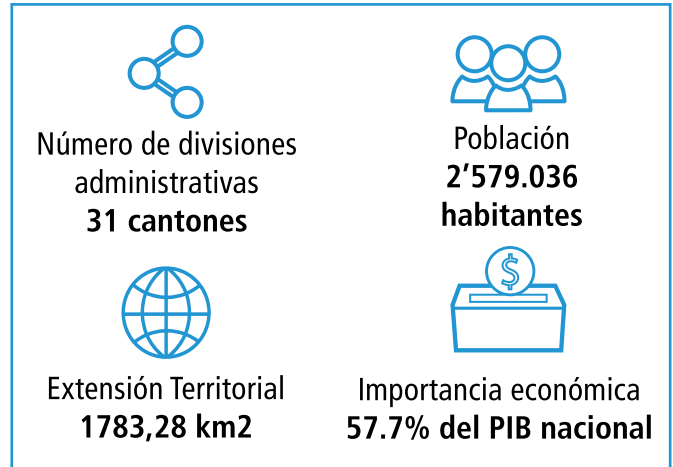 Número de divisiones
administrativas
31 cantones
Población
2’579.036
habitantes
$
Extensión Territorial
1783,28 km2
Importancia económica
57.7% del PIB nacional